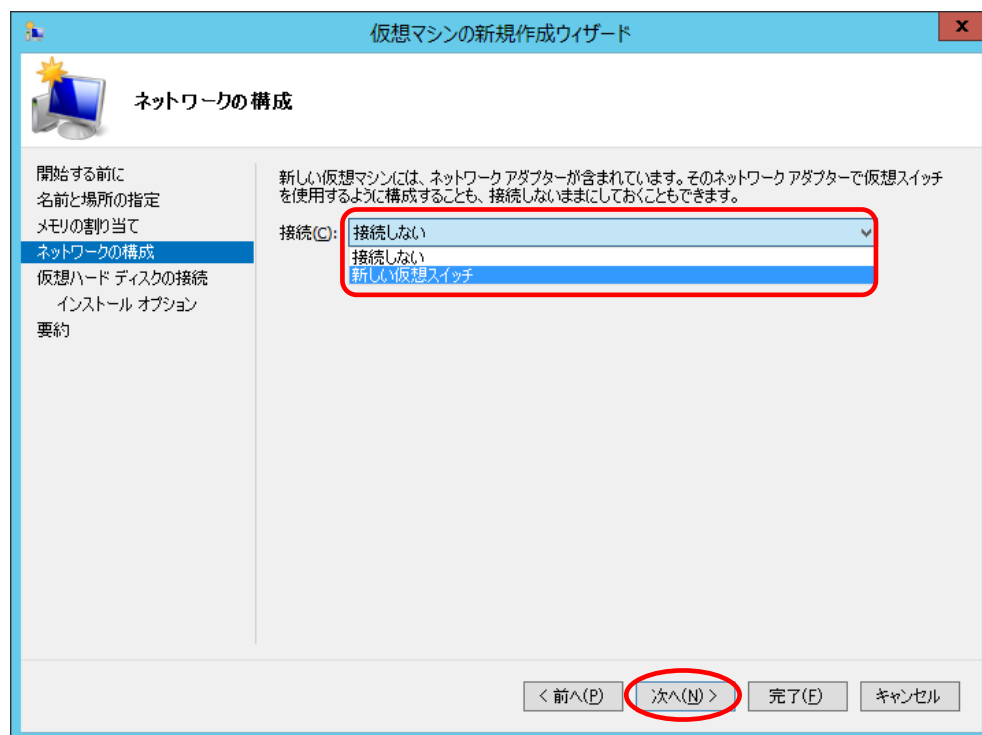 仮想マシンの新規作成ウィザード
x
ネットワークの構成
開始する前に
名前と場所の指定
メモリの割り当て
ネットワークの構成
仮想ハード ディスクの接続
インストール オプション
要約
新しい仮想マシンには、ネットワーク アダプターが含まれています。そのネットワーク アダプターで仮想スイッチ
を使用するように構成することも、接続しないままにしておくこともできます。
接続(C): 接続しない
接続しない
新しい仮想スイッチ
< 前へ(P) 次へ(N) > 完了(F) キャンセル